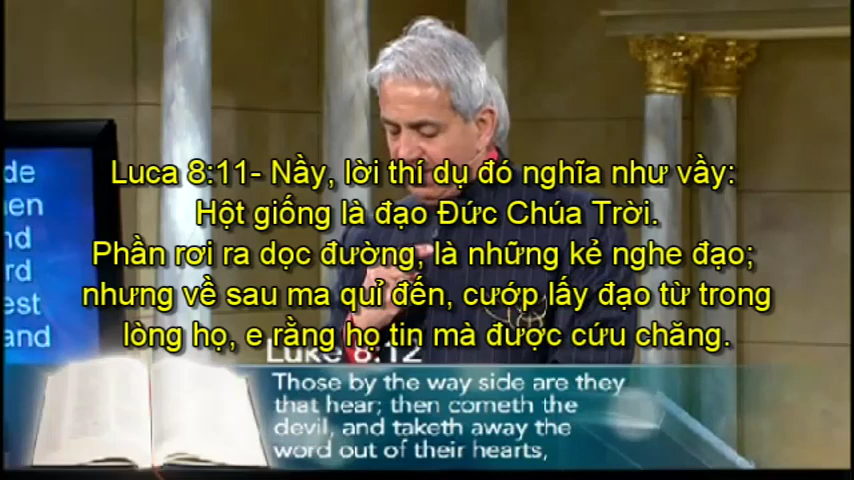 de
en
nd
rd
est
and
Luca 8:11- Nầy, lời thí dụ đó nghĩa như vầy:
Hột giống là đạo Đức Chúa Trời.
Phần rơi ra dọc đường, là những kẻ nghe đạo;
nhưng về sau ma quỉ đến, cướp lấy đạo từ trong
lòng họ, e rằng họ tin mà được cứu chăng.
Luke 8:12
Those by the way side are they
that hear; then cometh the
devil, and taketh away the
word out of their hearts,